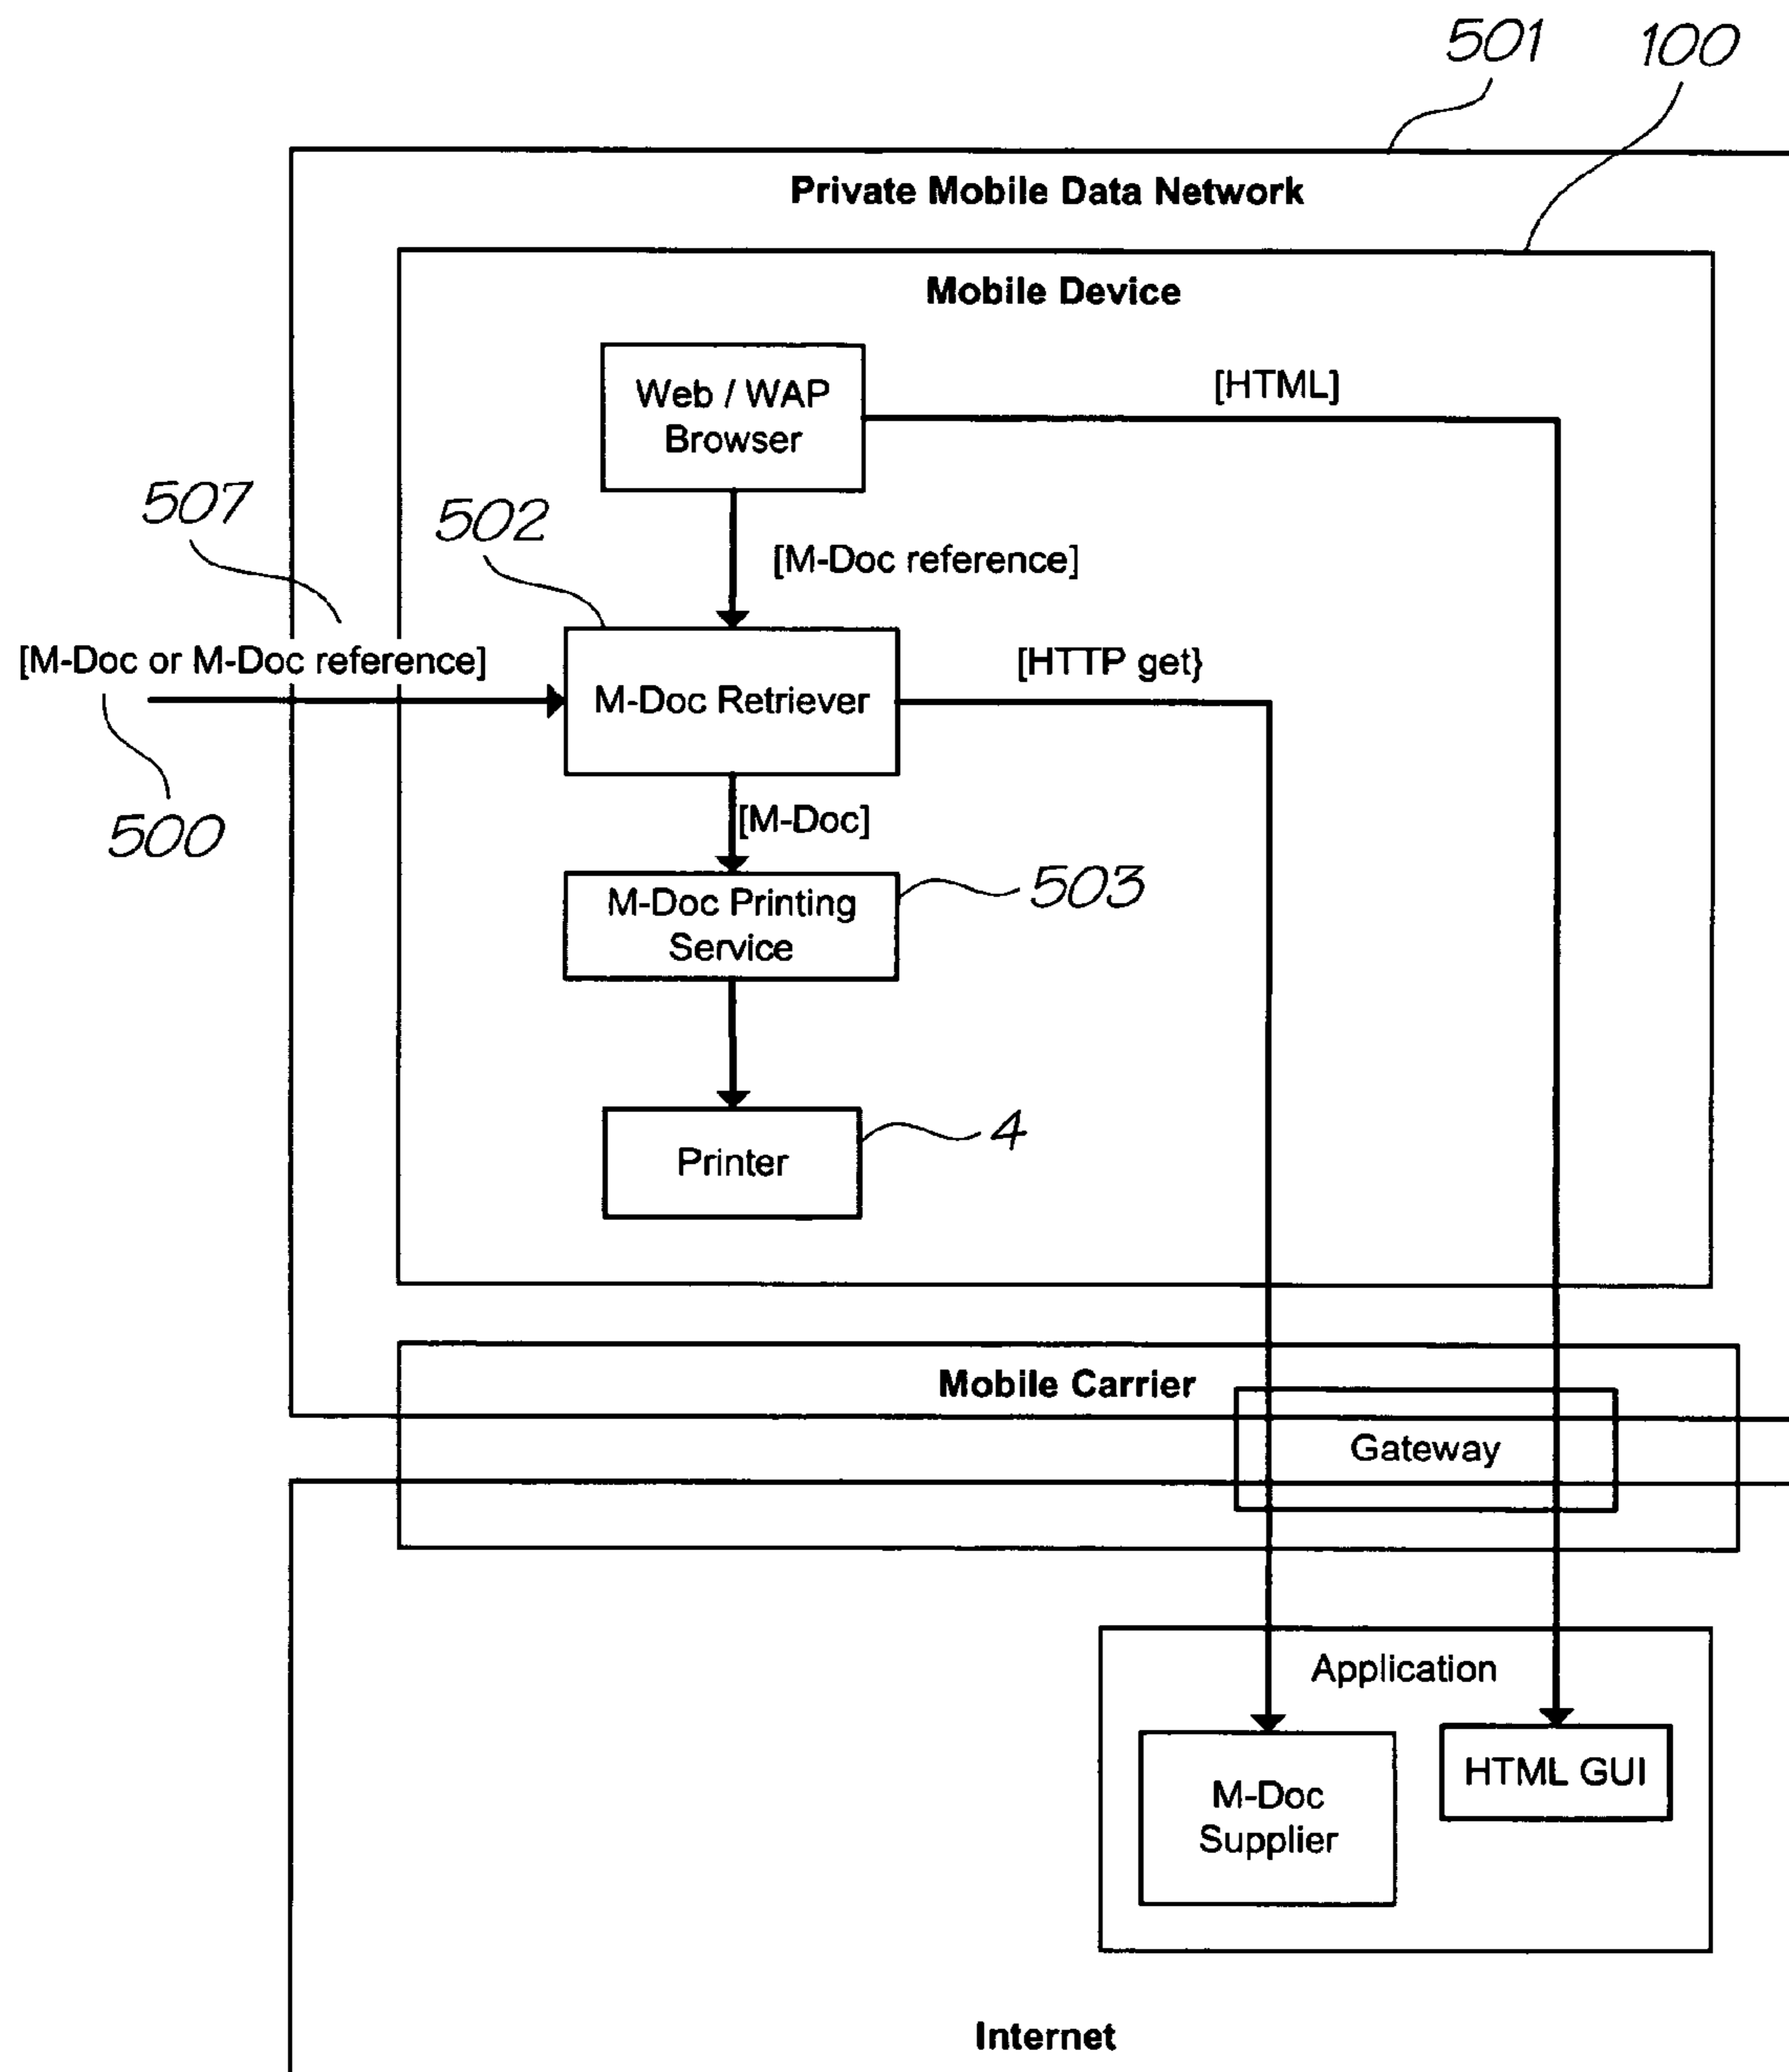 501
100
Private Mobile Data Network
Mobile Device
Web / WAP
Browser
[HTML]
507
502
[M-Doc reference]
[M-Doc or M-Doc reference]
M-Doc Retriever
[HTTP get}
500
[M-Doc]
M-Doc Printing
Service
503
Printer
4
Mobile Carrier
Gateway
Application
M-Doc
Supplier
HTML GUI
Internet